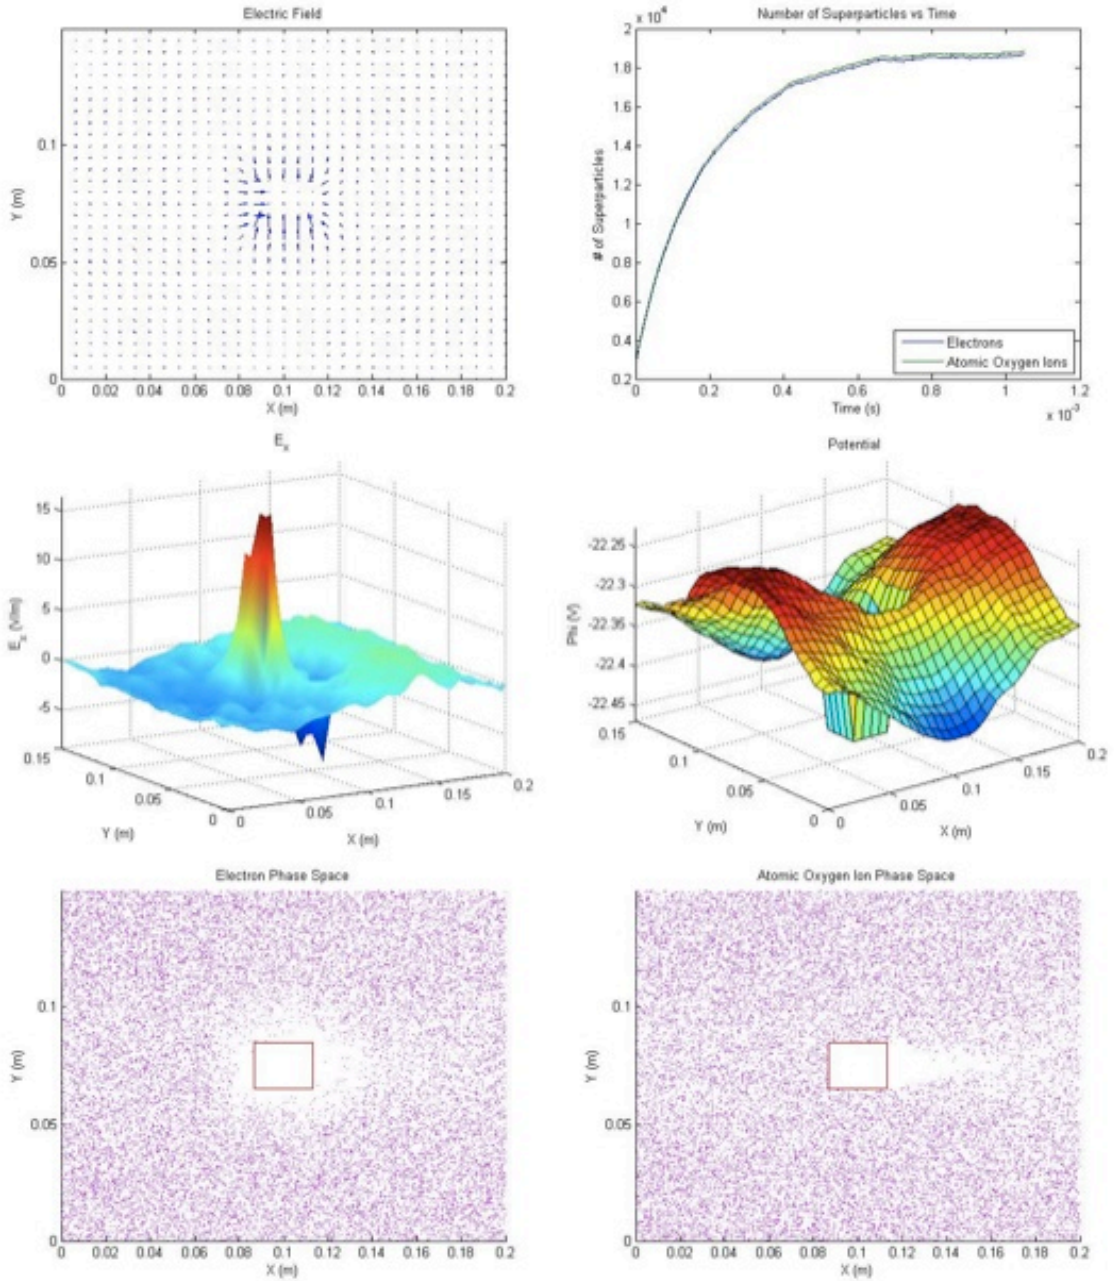 Electric Field
0.1
0.05
0
Y (m)
0 0.02 0.04 0.06 0.08 0.1 0.12 0.14 0.16 0.18 0.2
X (m)
Number of Superparticles vs Time
x 10^4
2
1.8
1.6
1.4
1.2
1
0.8
0.6
0.4
0.2
# of Superparticles
Electrons
Atomic Oxygen Ions
0 0.2 0.4 0.6 0.8 1 1.2
Time (s)
x 10^-3
E_x
15
10
5
0
-5
E_x (V/m)
0.15
0.1
0.05
0
Y (m)
0
0.05
0.1
0.15
0.2
X (m)
Potential
-22.25
-22.3
-22.35
-22.4
-22.45
Phi (V)
0.15
0.1
0.05
0
Y (m)
0
0.05
0.1
0.15
0.2
X (m)
Electron Phase Space
0.1
0.05
0
Y (m)
0 0.02 0.04 0.06 0.08 0.1 0.12 0.14 0.16 0.18 0.2
X (m)
Atomic Oxygen Ion Phase Space
0.1
0.05
0
Y (m)
0 0.02 0.04 0.06 0.08 0.1 0.12 0.14 0.16 0.18 0.2
X (m)